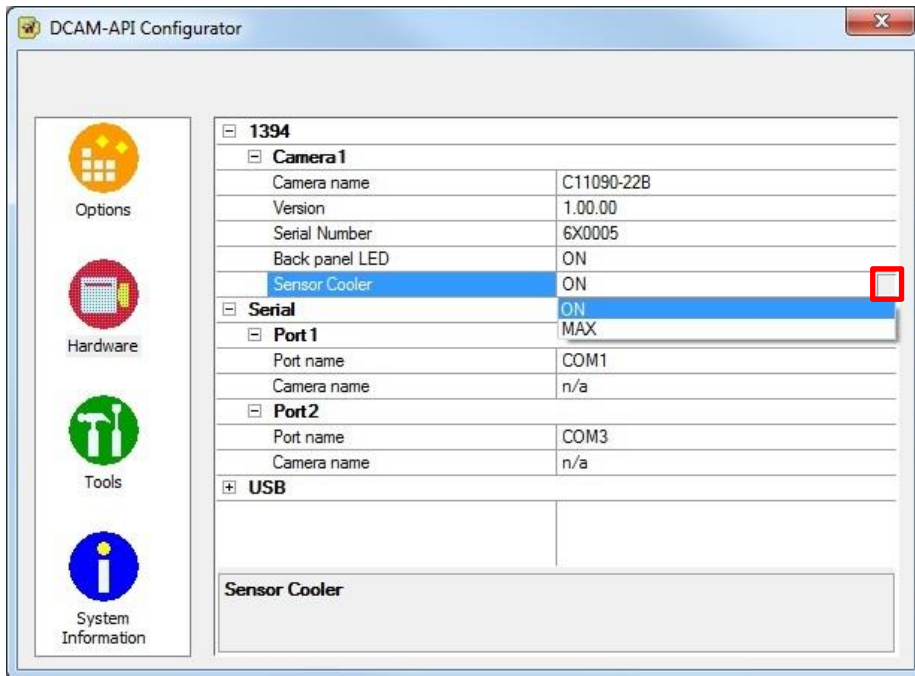 DCAM-API Configurator
Options
Hardware
Tools
System
Information
1394
Camera1
Camera name C11090-22B
Version 1.00.00
Serial Number 6X0005
Back panel LED ON
Sensor Cooler ON
ON
MAX
Serial
Port1
Port name COM1
Camera name n/a
Port2
Port name COM3
Camera name n/a
USB
Sensor Cooler